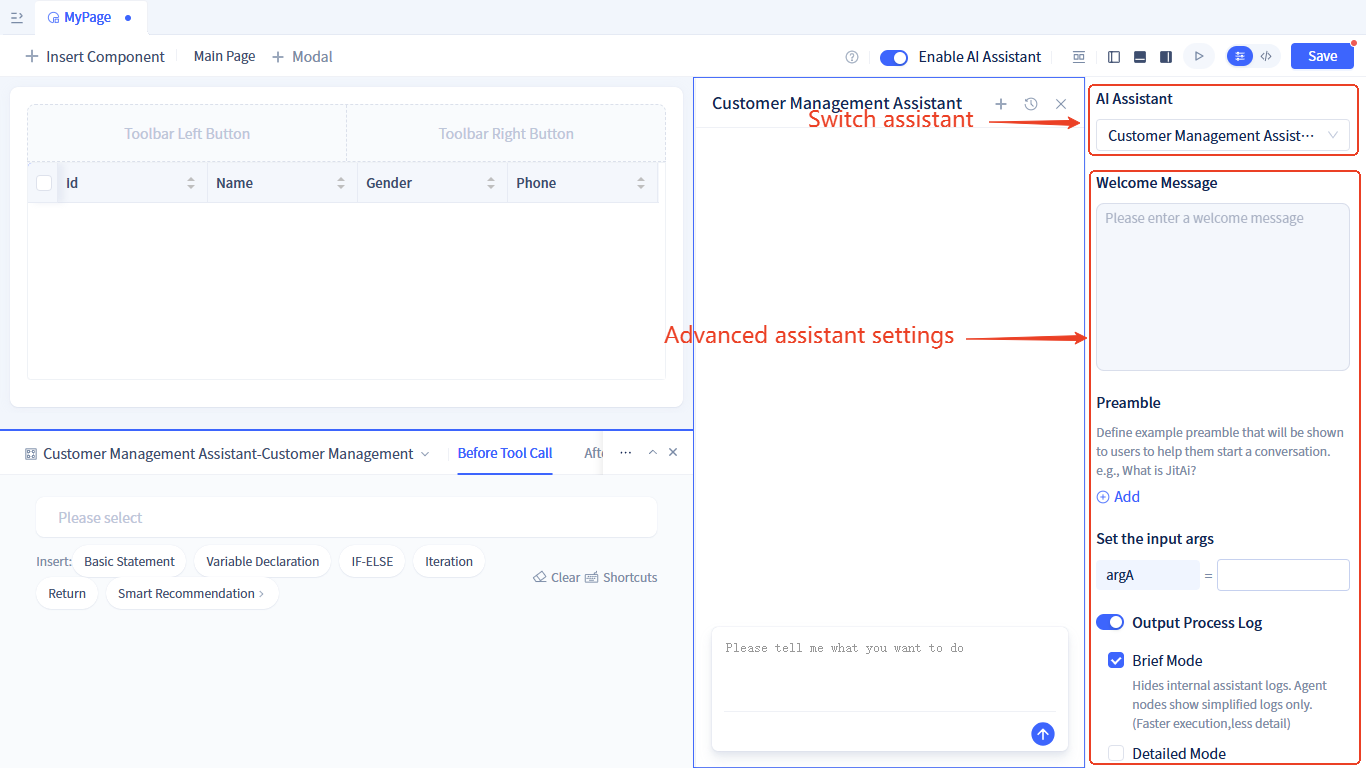 MyPage
Insert Component
Main Page
Modal
Enable AI Assistant
Save
Toolbar Left Button
Toolbar Right Button
Id
Name
Gender
Phone
Customer Management Assistant-Customer Management
Before Tool Call
Aft
Please select
Insert:
Basic Statement
Variable Declaration
IF-ELSE
Iteration
Return
Smart Recommendation
Clear
Shortcuts
Customer Management Assistant
Switch assistant
Advanced assistant settings
Please tell me what you want to do
AI Assistant
Customer Management Assist···
Welcome Message
Please enter a welcome message
Preamble
Define example preamble that will be shown
to users to help them start a conversation.
e.g., What is JitAi?
Add
Set the input args
argA
=
Output Process Log
Brief Mode
Hides internal assistant logs. Agent
nodes show simplified logs only.
(Faster execution,less detail)
Detailed Mode